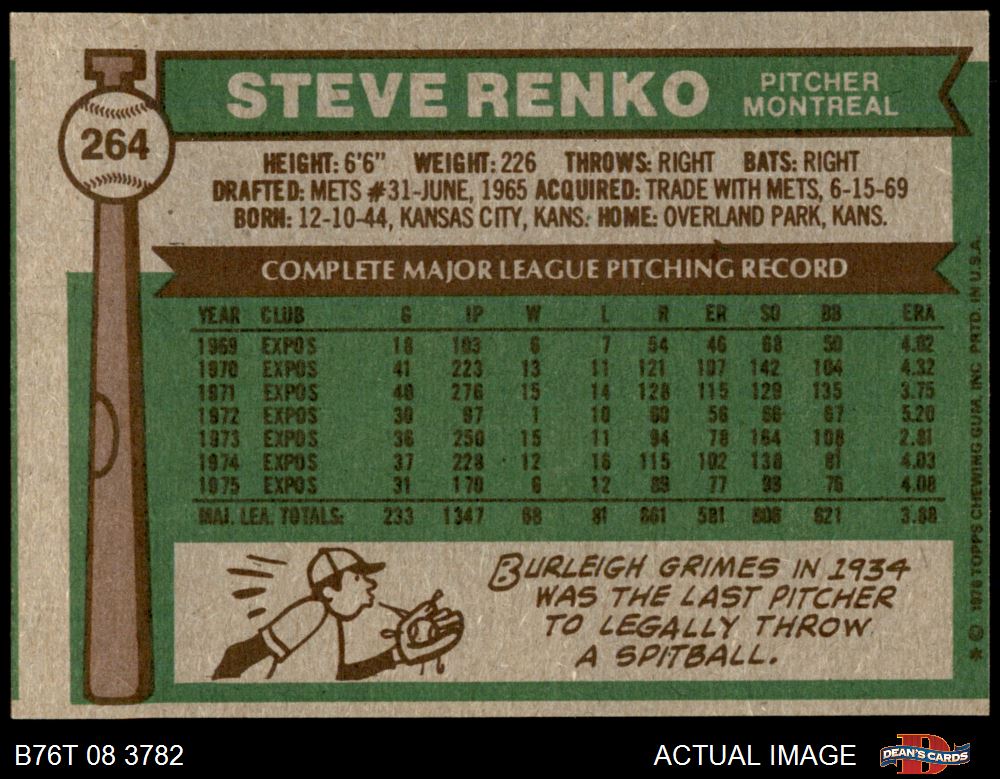 STEVE RENKO
PITCHER
MONTREAL
264
HEIGHT: 6'6" WEIGHT: 226 THROWS: RIGHT BATS: RIGHT
DRAFTED: METS #31-JUNE, 1965 ACQUIRED: TRADE WITH METS, 6-15-69
BORN: 12-10-44, KANSAS CITY, KANS. HOME: OVERLAND PARK, KANS.
COMPLETE MAJOR LEAGUE PITCHING RECORD
YEAR CLUB G IP W L R ER SO BB ERA
1969 EXPOS 18 103 6 7 54 46 68 50 4.02
1970 EXPOS 41 223 13 11 121 107 142 104 4.32
1971 EXPOS 40 276 15 14 128 115 129 135 3.75
1972 EXPOS 30 97 1 10 60 56 66 67 5.20
1973 EXPOS 36 250 15 11 94 78 164 108 2.81
1974 EXPOS 37 228 12 16 115 102 138 81 4.03
1975 EXPOS 31 170 6 12 89 77 99 76 4.08
MAJ. LEA. TOTALS: 233 1347 68 81 661 581 806 621 3.88
BURLEIGH GRIMES IN 1934
WAS THE LAST PITCHER
TO LEGALLY THROW
A SPITBALL.
* © 1976 TOPPS CHEWING GUM, INC. PRTD. IN U.S.A.
B76T 08 3782
ACTUAL IMAGE
DEAN'S CARDS